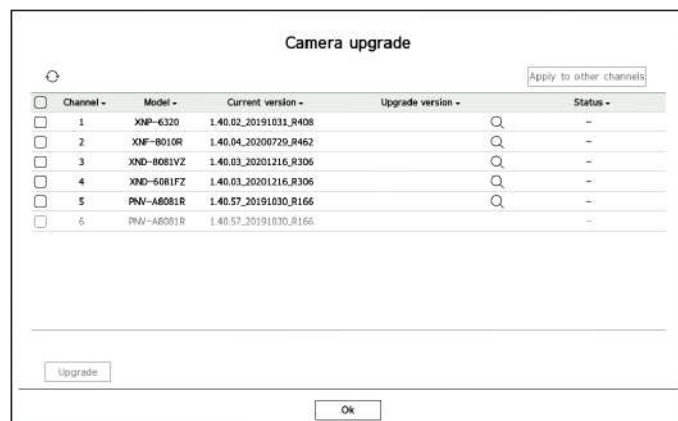 Camera upgrade
Apply to other channels
Channel Model Current version Upgrade version Status
1 XNP-6320 1.40.02_20191031_R408 -
2 XNF-8010R 1.40.04_20200729_R462 -
3 XND-8081VZ 1.40.03_20201216_R306 -
4 XND-6081FZ 1.40.03_20201216_R306 -
5 PNV-A8081R 1.40.57_20191030_R166 -
6 PNV-A8081R 1.40.57_20191030_R166 -
Upgrade
Ok